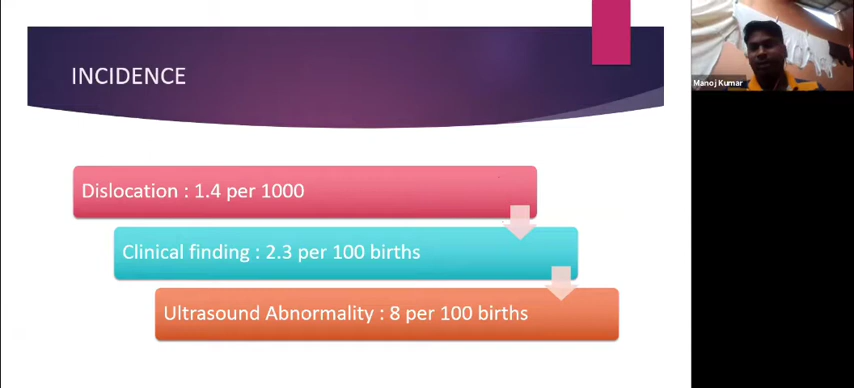 INCIDENCE
Manoj Kumar
Dislocation : 1.4 per 1000
Clinical finding : 2.3 per 100 births
Ultrasound Abnormality : 8 per 100 births